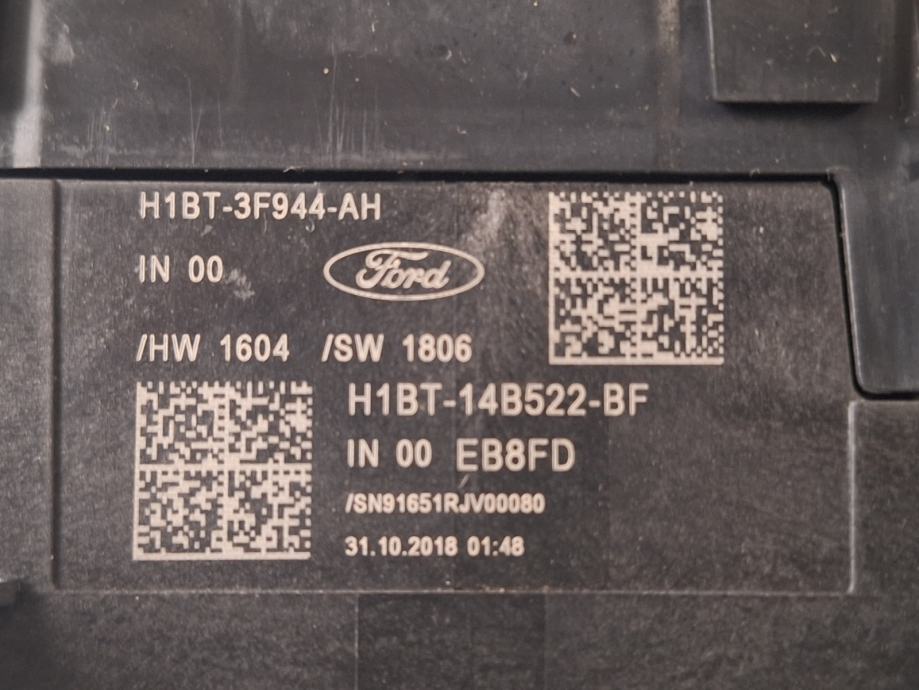 H1BT-3F944-AH
IN 00
Ford
/HW 1604 /SW 1806
H1BT-14B522-BF
IN 00 EB8FD
/SN91651RJV00080
31.10.2018 01:48